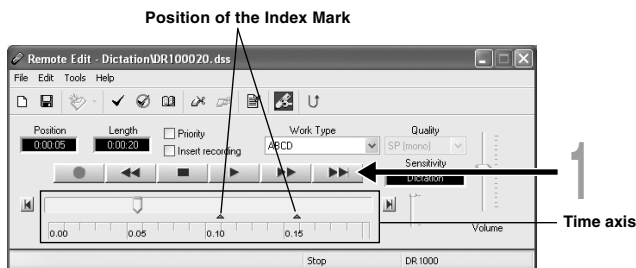 Position of the Index Mark
Remote Edit - Dictation\DR100020.dss
File Edit Tools Help
Position Length Priority Work Type Quality
0:00:05 0:00:20 Insert recording ABCD SP (mono)
Sensitivity
Dictation
1
Time axis
0.00 0.05 0.10 0.15 Volume
Stop DR1000